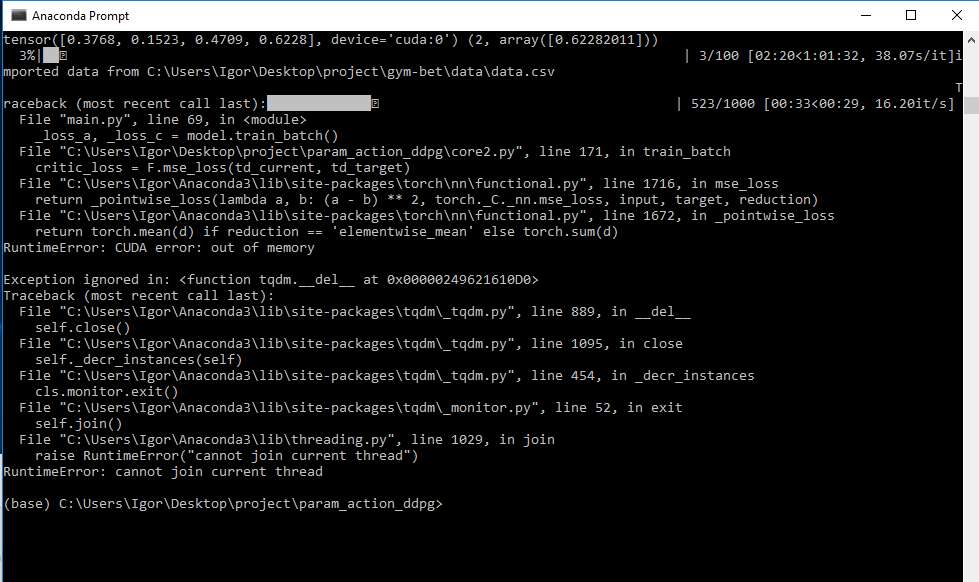 Anaconda Prompt
tensor([0.3768, 0.1523, 0.4709, 0.6228], device='cuda:0') (2, array([0.62282011]))
3%| | 3/100 [02:20<1:01:32, 38.07s/it]i
mported data from C:\Users\Igor\Desktop\project\gym-bet\data\data.csv
T
raceback (most recent call last): | 523/1000 [00:33<00:29, 16.20it/s]
File "main.py", line 69, in <module>
_loss_a, _loss_c = model.train_batch()
File "C:\Users\Igor\Desktop\project\param_action_ddpg\core2.py", line 171, in train_batch
critic_loss = F.mse_loss(td_current, td_target)
File "C:\Users\Igor\Anaconda3\lib\site-packages\torch\nn\functional.py", line 1716, in mse_loss
return _pointwise_loss(lambda a, b: (a - b) ** 2, torch._C._nn.mse_loss, input, target, reduction)
File "C:\Users\Igor\Anaconda3\lib\site-packages\torch\nn\functional.py", line 1672, in _pointwise_loss
return torch.mean(d) if reduction == 'elementwise_mean' else torch.sum(d)
RuntimeError: CUDA error: out of memory
Exception ignored in: <function tqdm.__del__ at 0x00000249621610D0>
Traceback (most recent call last):
File "C:\Users\Igor\Anaconda3\lib\site-packages\tqdm\_tqdm.py", line 889, in __del__
self.close()
File "C:\Users\Igor\Anaconda3\lib\site-packages\tqdm\_tqdm.py", line 1095, in close
self._decr_instances(self)
File "C:\Users\Igor\Anaconda3\lib\site-packages\tqdm\_tqdm.py", line 454, in _decr_instances
cls.monitor.exit()
File "C:\Users\Igor\Anaconda3\lib\site-packages\tqdm\_monitor.py", line 52, in exit
self.join()
File "C:\Users\Igor\Anaconda3\lib\threading.py", line 1029, in join
raise RuntimeError("cannot join current thread")
RuntimeError: cannot join current thread
(base) C:\Users\Igor\Desktop\project\param_action_ddpg>